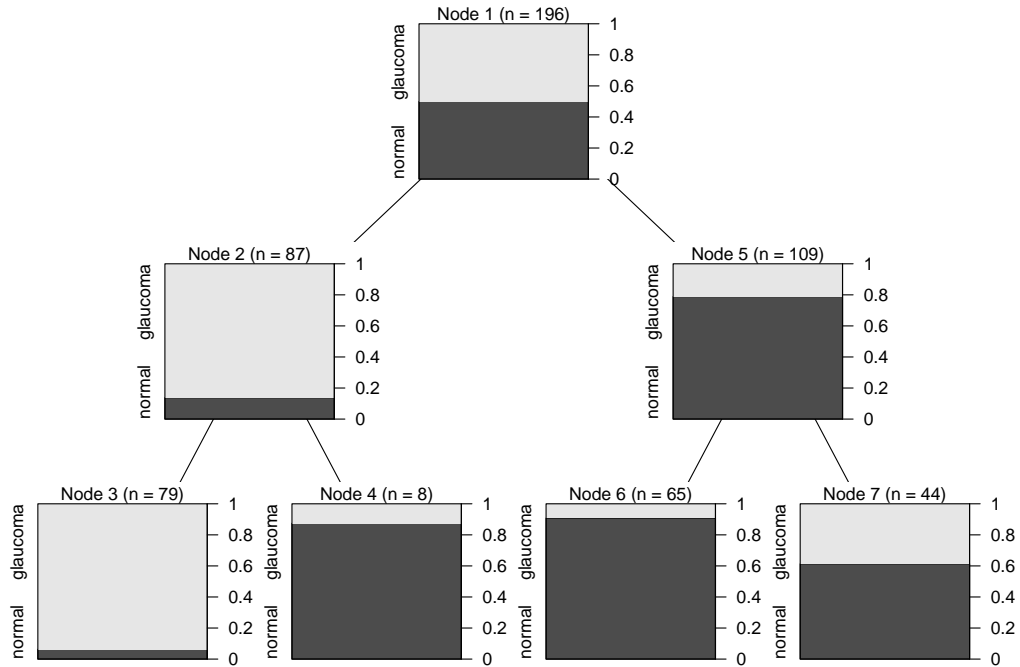 Node 1 (n = 196)
glaucoma
normal
1
0.8
0.6
0.4
0.2
0
Node 2 (n = 87)
glaucoma
normal
1
0.8
0.6
0.4
0.2
0
Node 5 (n = 109)
glaucoma
normal
1
0.8
0.6
0.4
0.2
0
Node 3 (n = 79)
glaucoma
normal
1
0.8
0.6
0.4
0.2
0
Node 4 (n = 8)
glaucoma
normal
1
0.8
0.6
0.4
0.2
0
Node 6 (n = 65)
glaucoma
normal
1
0.8
0.6
0.4
0.2
0
Node 7 (n = 44)
glaucoma
normal
1
0.8
0.6
0.4
0.2
0